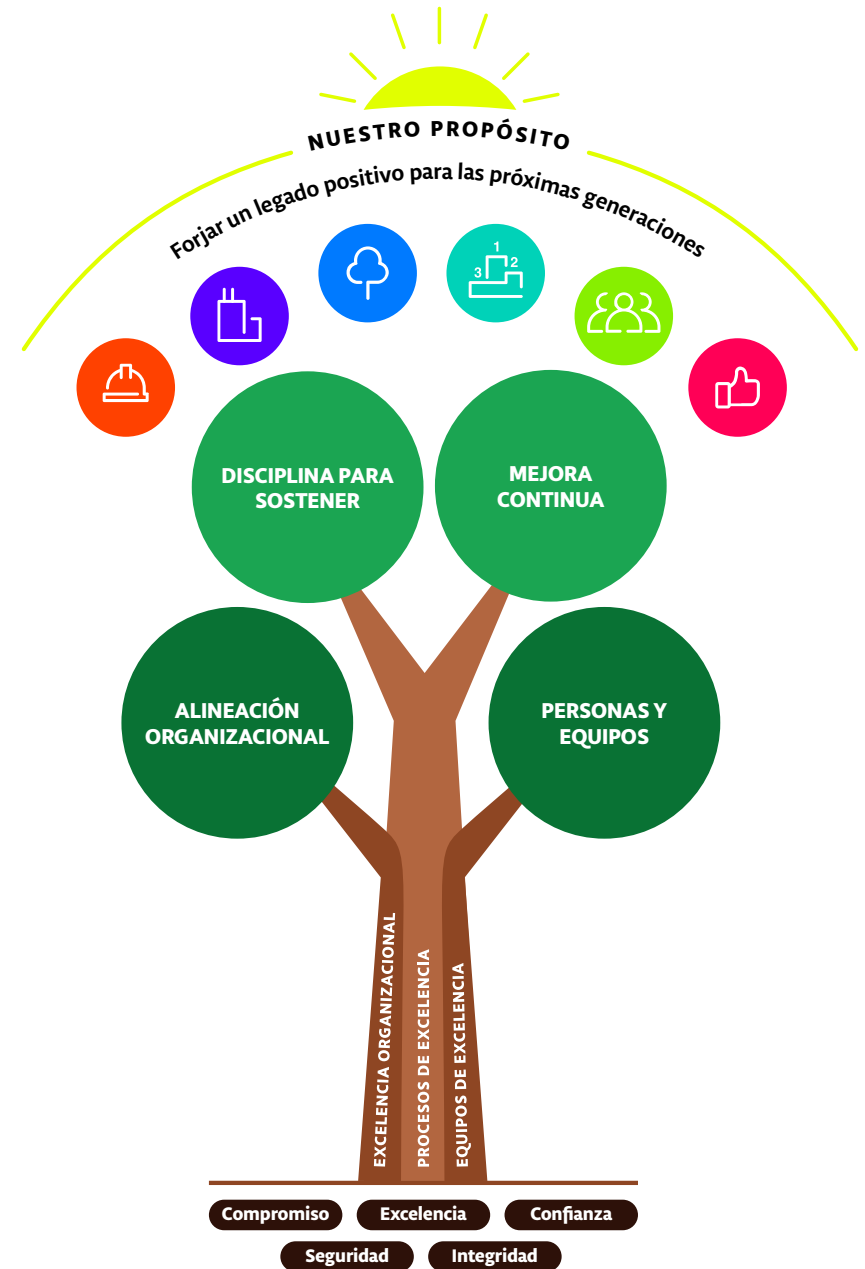 NUESTRO PROPÓSITO
Forjar un legado positivo para las próximas generaciones
1
2
3
DISCIPLINA PARA
SOSTENER
MEJORA
CONTINUA
ALINEACIÓN
ORGANIZACIONAL
PERSONAS Y
EQUIPOS
EXCELENCIA ORGANIZACIONAL
PROCESOS DE EXCELENCIA
EQUIPOS DE EXCELENCIA
Compromiso
Excelencia
Confianza
Seguridad
Integridad